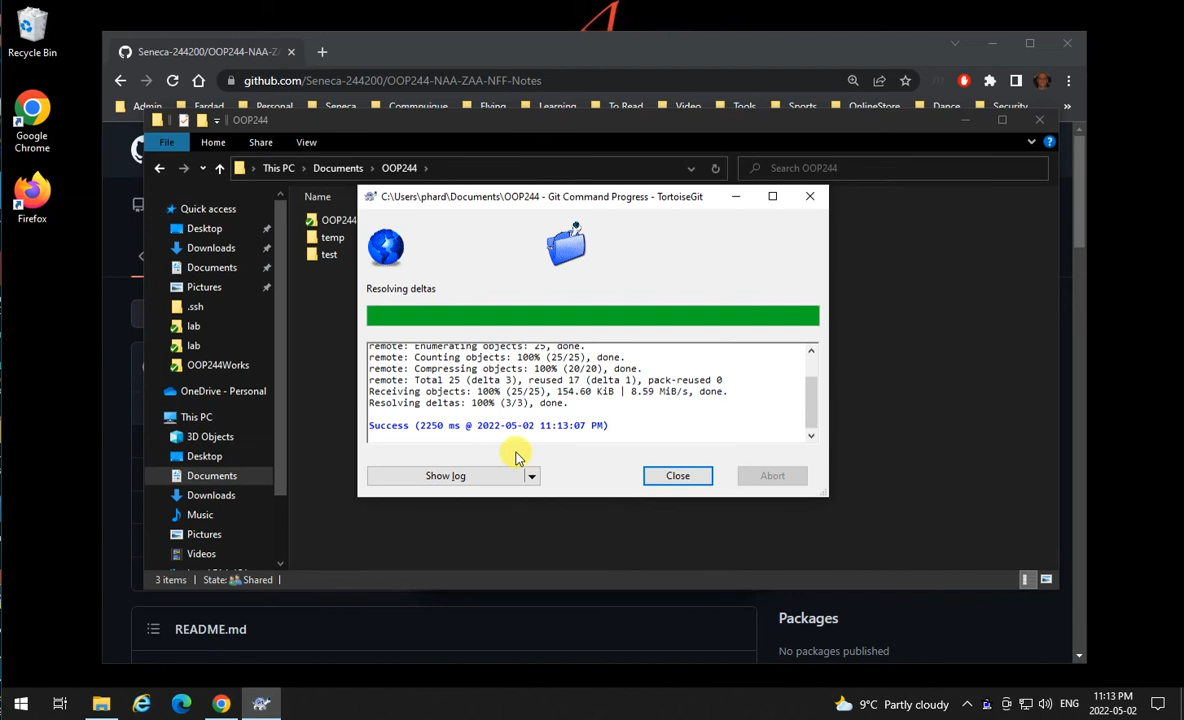 Recycle Bin
Google
Chrome
Firefox
Seneca-244200/OOP244-NAA-ZA
github.com/Seneca-244200/OOP244-NAA-ZAA-NFF-Notes
Admin Fardad Personal Seneca Commnuique Flying Learning To Read Video Tools Sports OnlineStore Dance Security »
OOP244
File Home Share View
This PC Documents OOP244
Search OOP244
Quick access
Desktop
Downloads
Documents
Pictures
.ssh
lab
lab
OOP244Works
OneDrive - Personal
This PC
3D Objects
Desktop
Documents
Downloads
Music
Pictures
Videos
Name
OOP244
temp
test
3 items State: Shared
C:\Users\phard\Documents\OOP244 - Git Command Progress - TortoiseGit
Resolving deltas
remote: Enumerating objects: 25, done.
remote: Counting objects: 100% (25/25), done.
remote: Compressing objects: 100% (20/20), done.
remote: Total 25 (delta 3), reused 17 (delta 1), pack-reused 0
Receiving objects: 100% (25/25), 154.60 KiB | 8.59 MiB/s, done.
Resolving deltas: 100% (3/3), done.
Success (2250 ms @ 2022-05-02 11:13:07 PM)
Show log Close Abort
README.md
Packages
No packages published
9°C Partly cloudy ENG
11:13 PM
2022-05-02